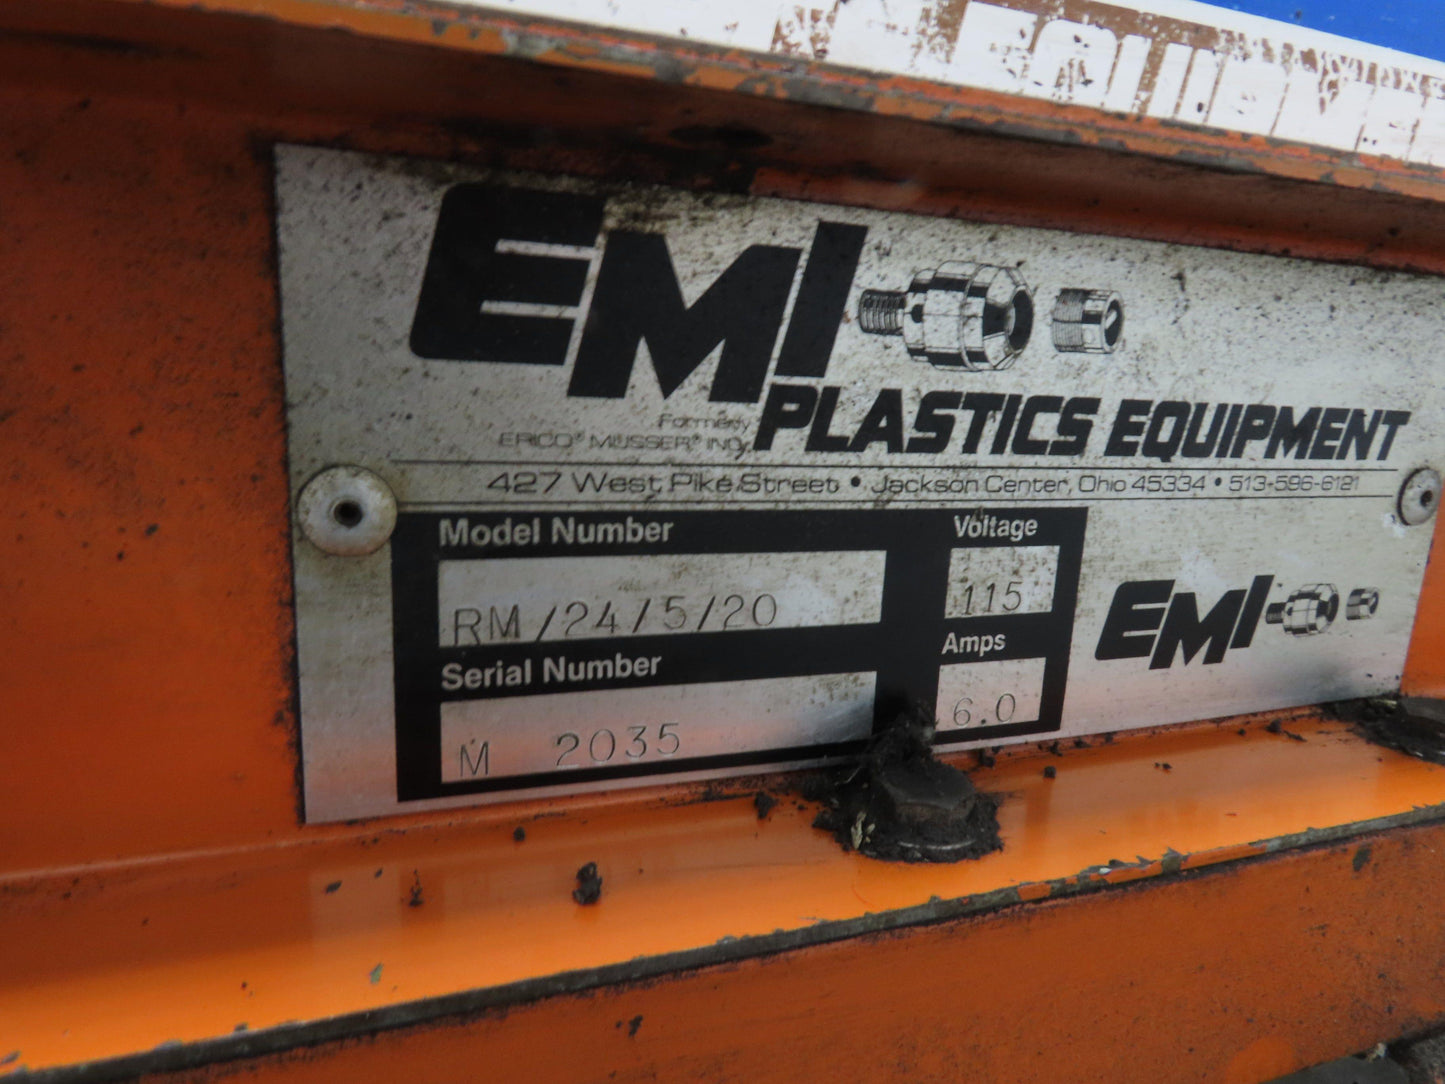 EQUIPME
EMI
Formerly
ERICO® MUSSER® INC.
PLASTICS EQUIPMENT
427 West Pike Street • Jackson Center, Ohio 45334 • 513-596-6121
Model Number
RM/24/5/20
Voltage
115
Serial Number
M 2035
Amps
6.0
EMI